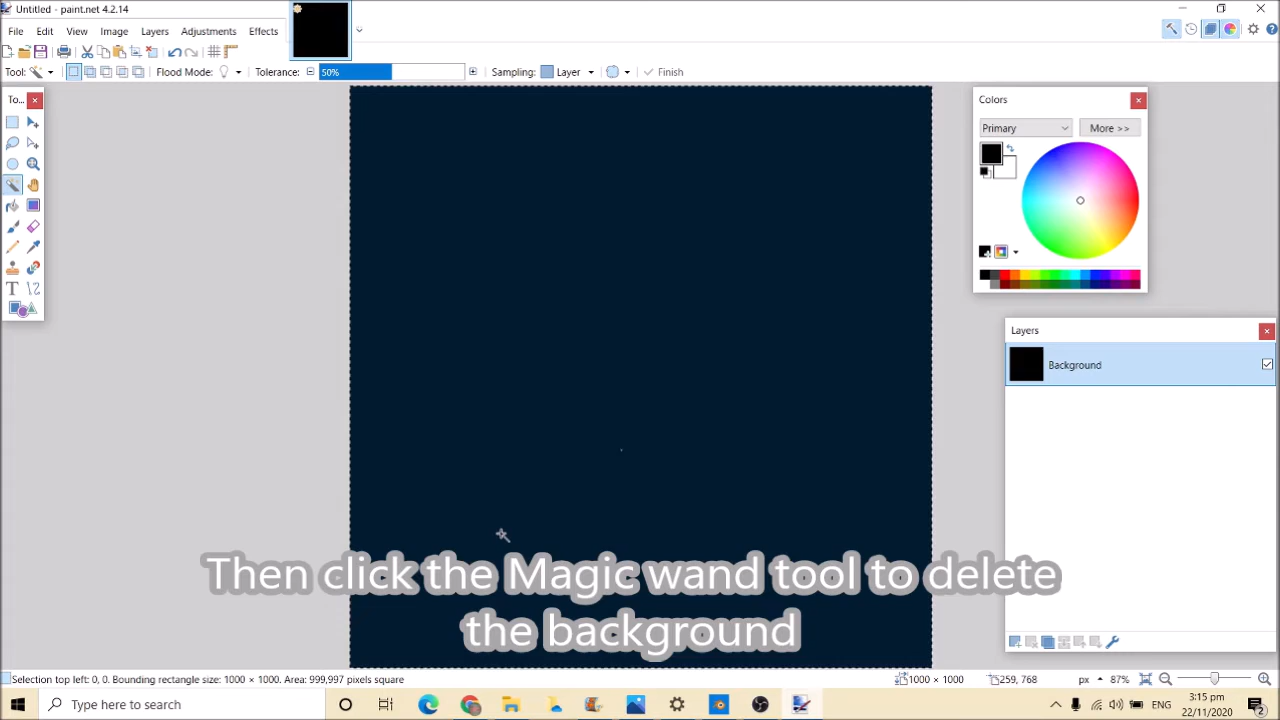 Untitled - paint.net 4.2.14
File Edit View Image Layers Adjustments Effects
Tool: Flood Mode: Tolerance: 50% Sampling: Layer Finish
To...
Colors
Primary More >>
Layers
Background
Then click the Magic wand tool to delete
the background
Selection top left: 0, 0. Bounding rectangle size: 1000 × 1000. Area: 999,997 pixels square
1000 × 1000 259, 768 px 87%
Type here to search
ENG
3:15 pm
22/11/2020
2